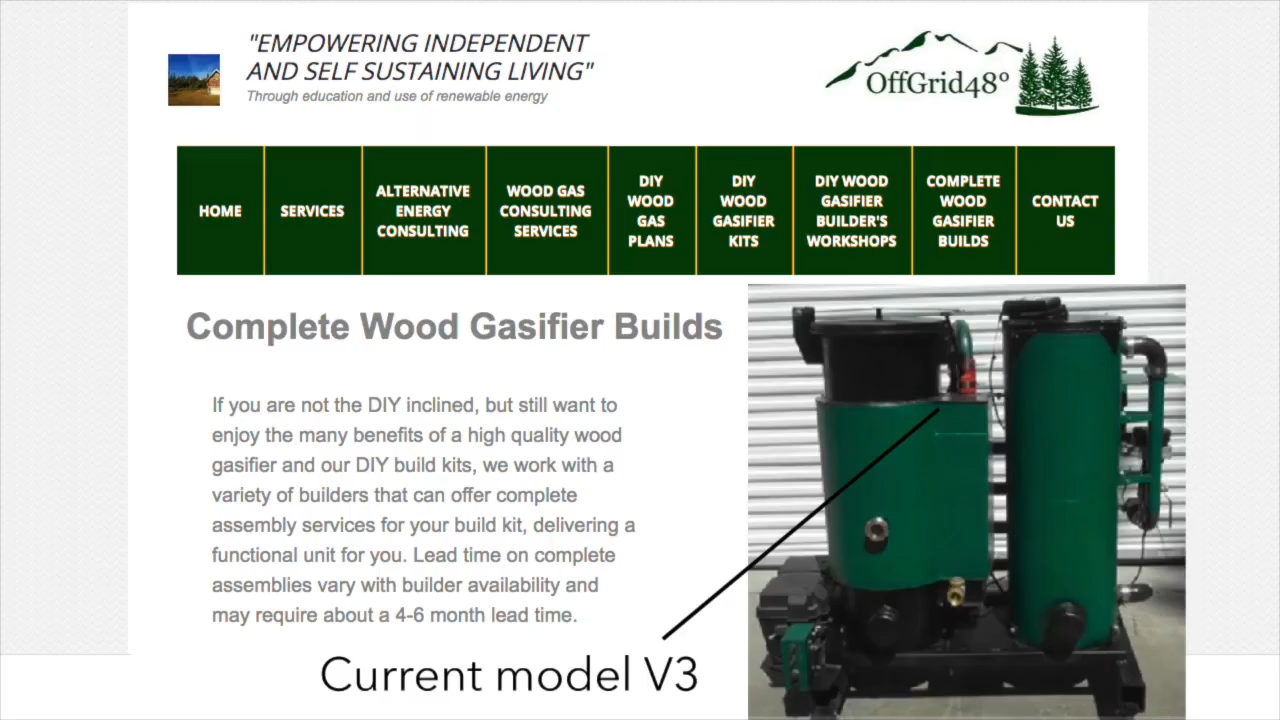 "EMPOWERING INDEPENDENT
AND SELF SUSTAINING LIVING"
Through education and use of renewable energy
OffGrid48º
HOME
SERVICES
ALTERNATIVE
ENERGY
CONSULTING
WOOD GAS
CONSULTING
SERVICES
DIY
WOOD
GAS
PLANS
DIY
WOOD
GASIFIER
KITS
DIY WOOD
GASIFIER
BUILDER'S
WORKSHOPS
COMPLETE
WOOD
GASIFIER
BUILDS
CONTACT
US
Complete Wood Gasifier Builds
If you are not the DIY inclined, but still want to
enjoy the many benefits of a high quality wood
gasifier and our DIY build kits, we work with a
variety of builders that can offer complete
assembly services for your build kit, delivering a
functional unit for you. Lead time on complete
assemblies vary with builder availability and
may require about a 4-6 month lead time.
Current model V3